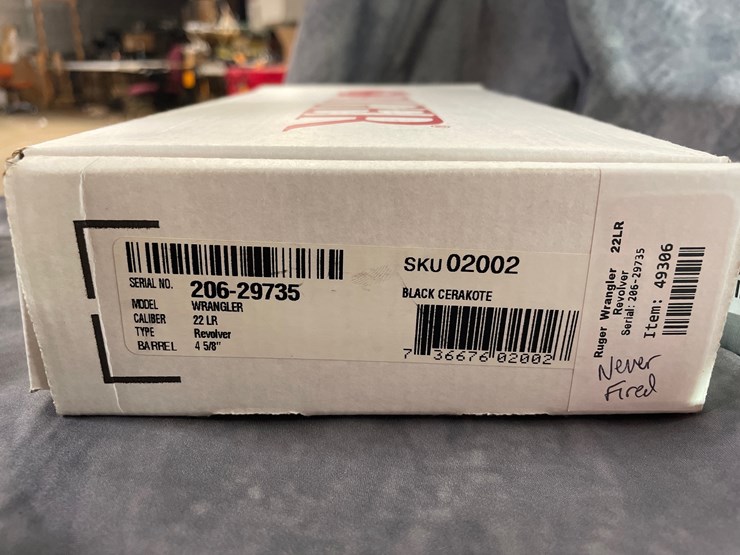 RUGER
SERIAL NO. 206-29735
MODEL WRANGLER
CALIBER 22 LR
TYPE Revolver
BARREL 4 5/8"
SKU 02002
BLACK CERAKOTE
7 36676 02002
Ruger Wrangler 22LR
Revolver
Serial: 206-29735
Item: 49306
Never
Fired